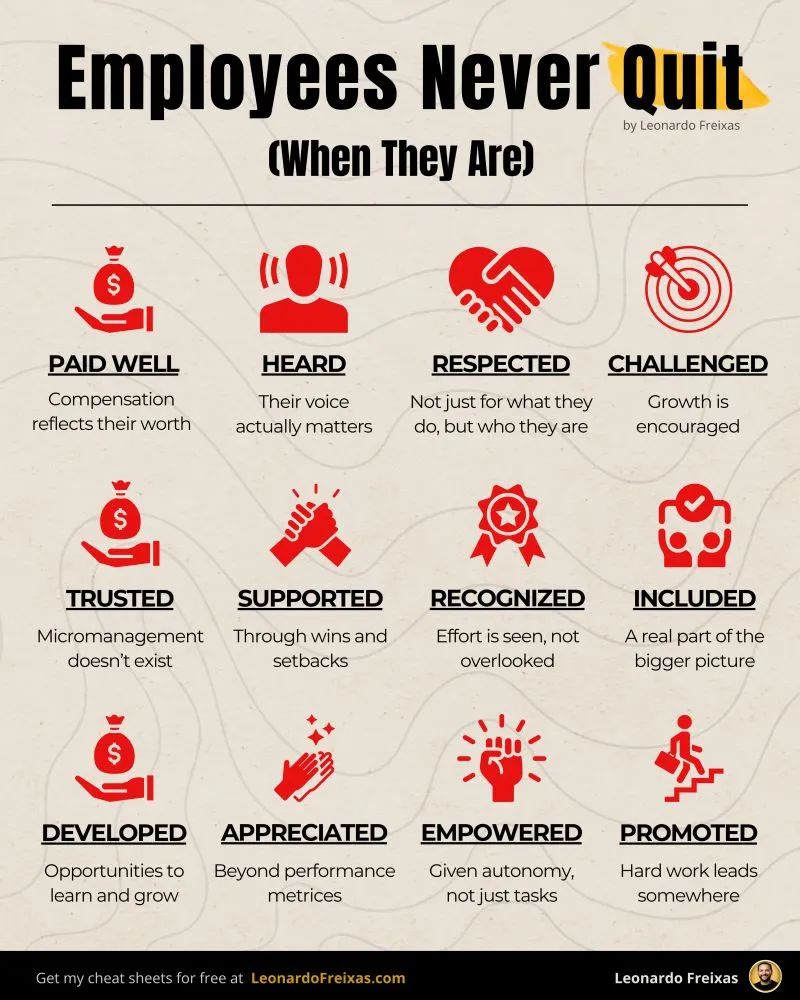 Employees Never Quit
by Leonardo Freixas
(When They Are)
PAID WELL
Compensation
reflects their worth
HEARD
Their voice
actually matters
RESPECTED
Not just for what they
do, but who they are
CHALLENGED
Growth is
encouraged
TRUSTED
Micromanagement
doesn't exist
SUPPORTED
Through wins and
setbacks
RECOGNIZED
Effort is seen, not
overlooked
INCLUDED
A real part of the
bigger picture
DEVELOPED
Opportunities to
learn and grow
APPRECIATED
Beyond performance
metrices
EMPOWERED
Given autonomy,
not just tasks
PROMOTED
Hard work leads
somewhere
Get my cheat sheets for free at LeonardoFreixas.com
Leonardo Freixas